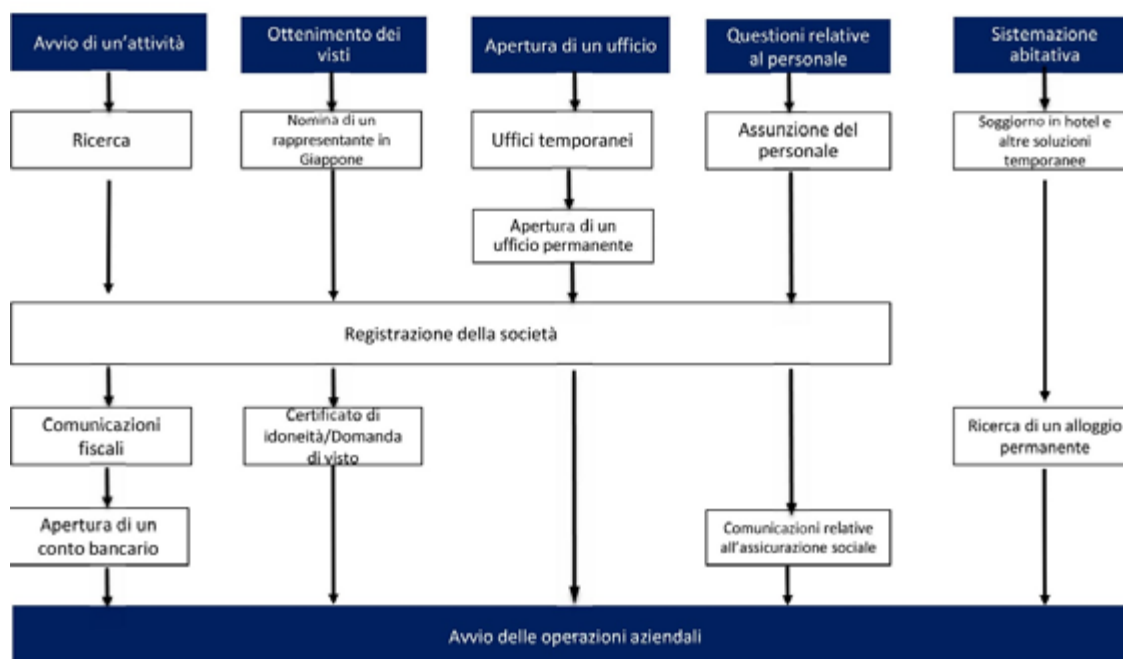 Avvio di un'attività
Ottenimento dei
visti
Apertura di un ufficio
Questioni relative
al personale
Sistemazione
abitativa
Ricerca
Nomina di un
rappresentante in
Giappone
Uffici temporanei
Assunzione del
personale
Soggiorno in hotel e
altre soluzioni
temporanee
Apertura di un
ufficio permanente
Registrazione della società
Comunicazioni
fiscali
Certificato di
idoneità/Domanda
di visto
Ricerca di un alloggio
permanente
Apertura di un
conto bancario
Comunicazioni relative
all'assicurazione sociale
Avvio delle operazioni aziendali